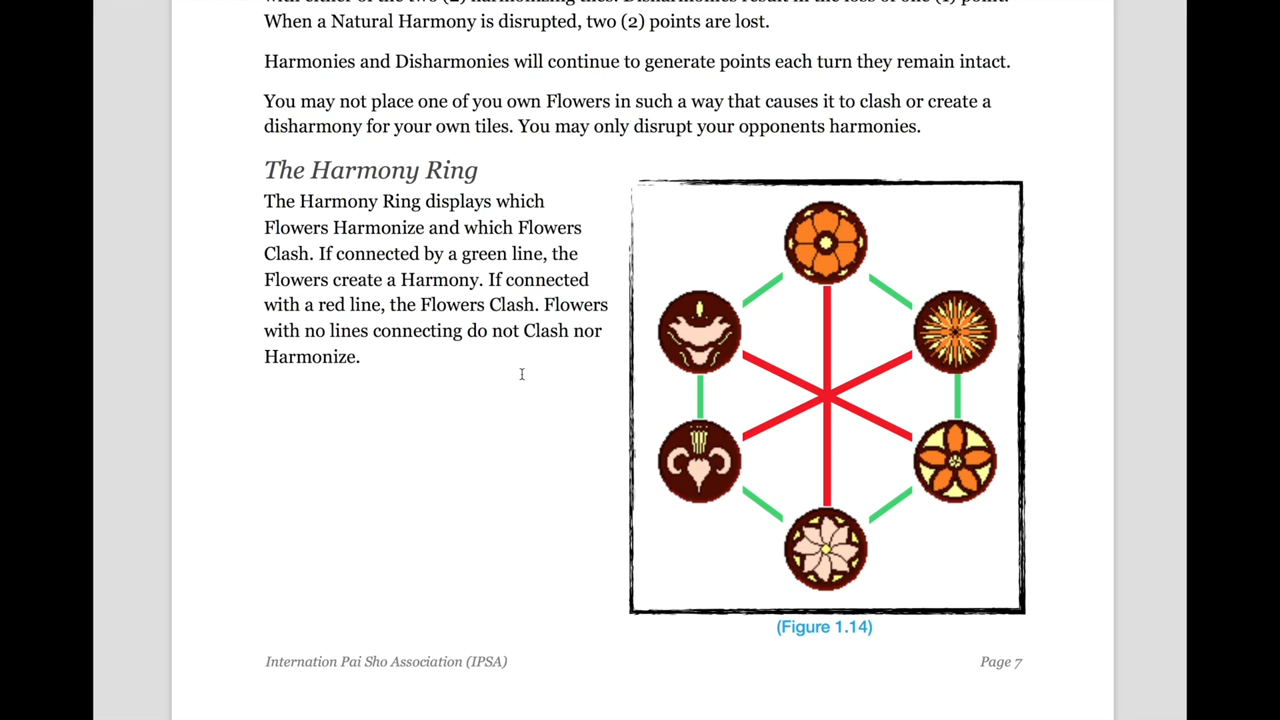 When a Natural Harmony is disrupted, two (2) points are lost.
Harmonies and Disharmonies will continue to generate points each turn they remain intact.
You may not place one of you own Flowers in such a way that causes it to clash or create a
disharmony for your own tiles. You may only disrupt your opponents harmonies.
The Harmony Ring
The Harmony Ring displays which
Flowers Harmonize and which Flowers
Clash. If connected by a green line, the
Flowers create a Harmony. If connected
with a red line, the Flowers Clash. Flowers
with no lines connecting do not Clash nor
Harmonize.
(Figure 1.14)
Internation Pai Sho Association (IPSA)
Page 7